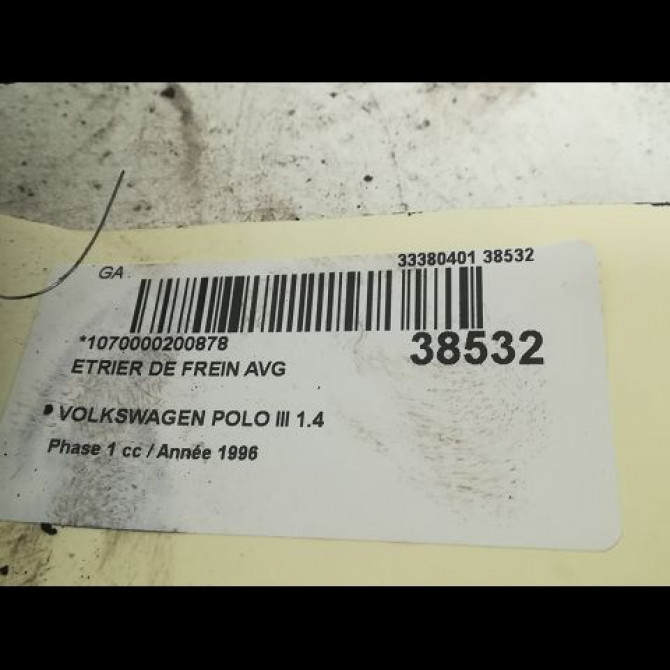 33380401 38532
GA
*1070000200878
38532
ETRIER DE FREIN AVG
VOLKSWAGEN POLO III 1.4
Phase 1 cc / Année 1996